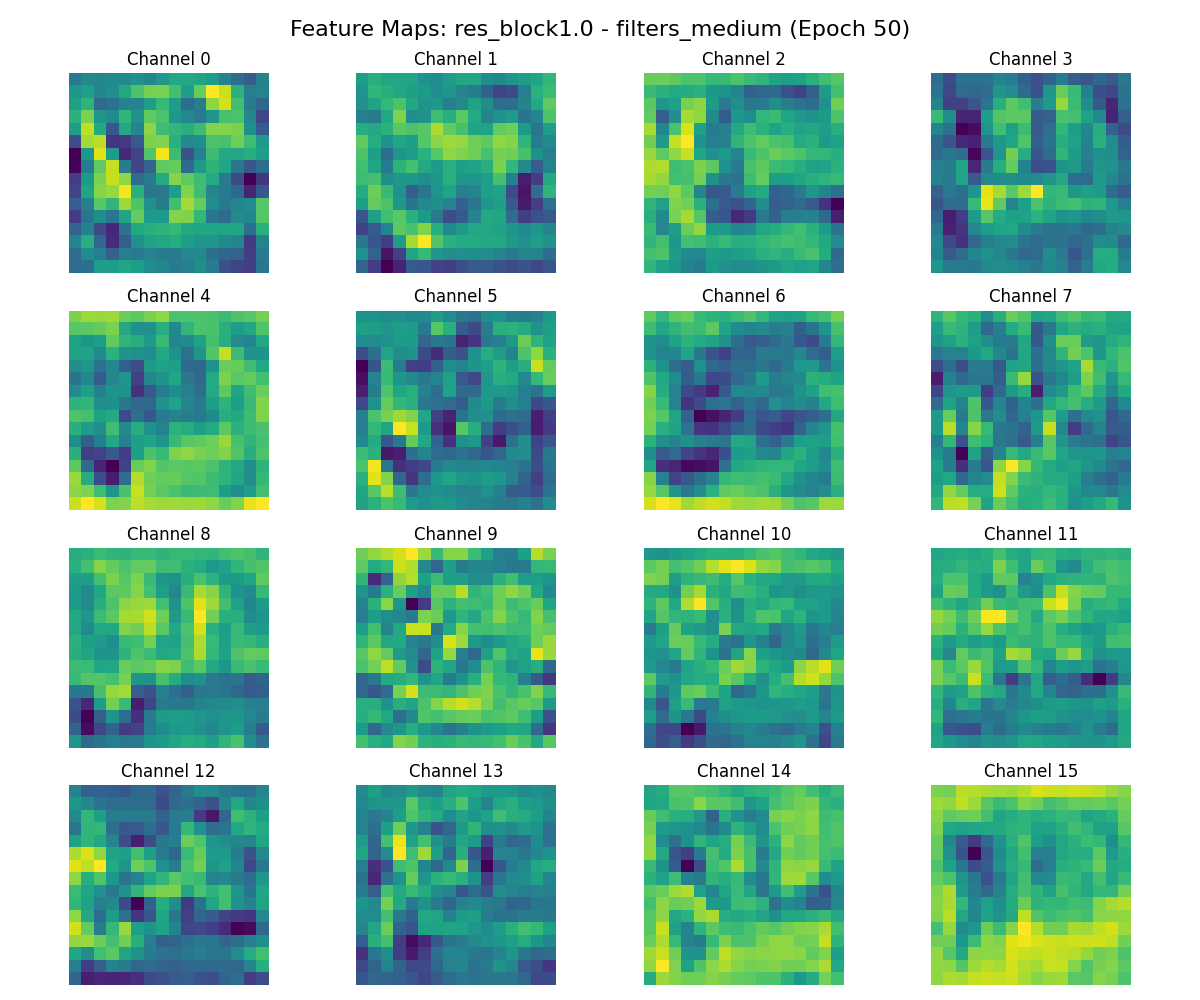 Feature Maps: res_block1.0 - filters_medium (Epoch 50)
Channel 0 Channel 1 Channel 2 Channel 3
Channel 4 Channel 5 Channel 6 Channel 7
Channel 8 Channel 9 Channel 10 Channel 11
Channel 12 Channel 13 Channel 14 Channel 15